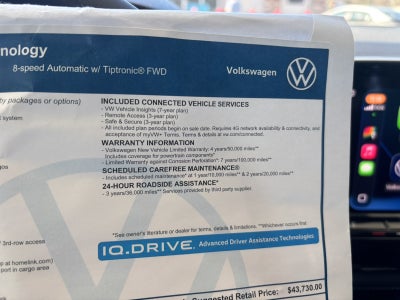 nology
8-speed Automatic w/ Tiptronic® FWD
Volkswagen
by packages or options)
system
INCLUDED CONNECTED VEHICLE SERVICES
- VW Vehicle Insights (7-year plan)
- Remote Access (3-year plan)
- Safe & Secure (3-year plan)
- All included plan periods begin on sale date. Requires 4G network availability & connectivity, and
acceptance of myVW+ Terms. Terms & details at vw.com/connected.
WARRANTY INFORMATION
- Volkswagen New Vehicle Limited Warranty: 4 years/50,000 miles**
Includes coverage for powertrain component*
- Limited Warranty against Corrosion Perforation*: 7 years/100,000 miles**
SCHEDULED CAREFREE MAINTENANCE®
- Includes scheduled maintenance* at 1 year/10,000 miles** & 2 years/20,000 miles**
24-HOUR ROADSIDE ASSISTANCE*
- 3 years/36,000 miles** Services provided by third party supplier
/ 3rd-row access
*See owner's literature or dealer for terms, details & limitations. **Whichever occurs first
at homelink.com)
port in cargo area
IQ.DRIVE® Advanced Driver Assistance Technologies
Suggested Retail Price: $43,730.00